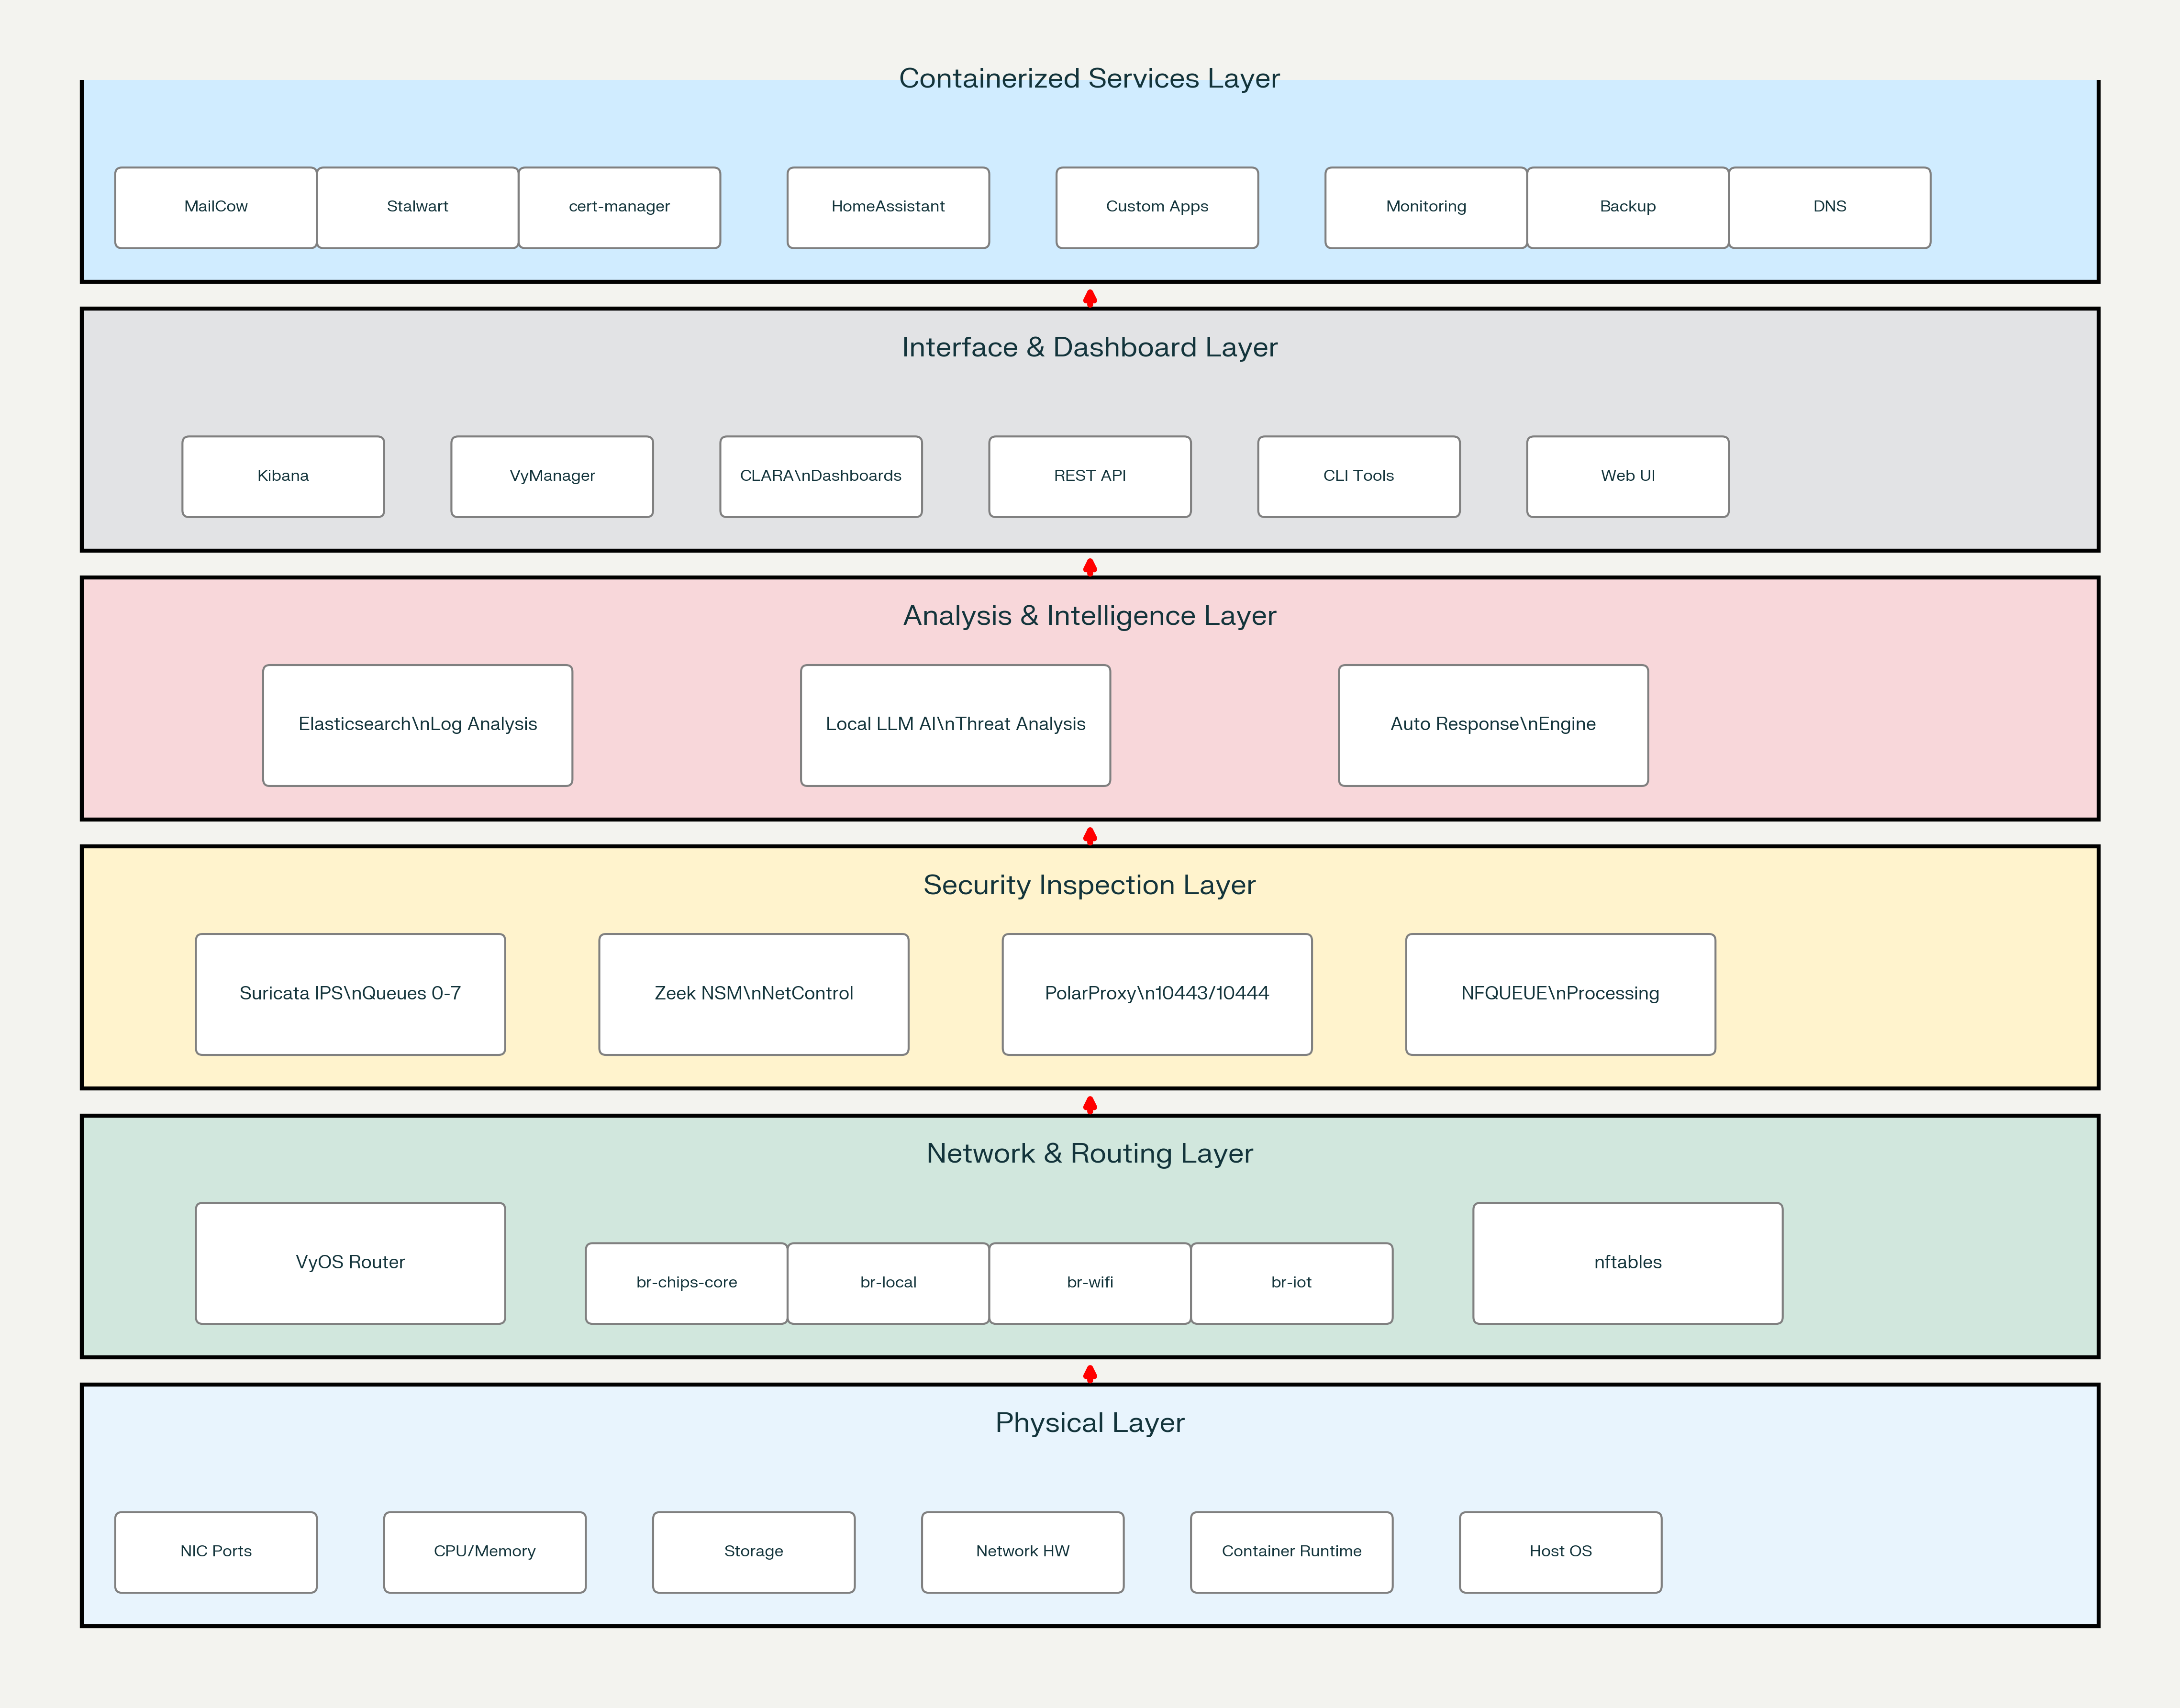 Containerized Services Layer
MailCow
Stalwart
cert-manager
HomeAssistant
Custom Apps
Monitoring
Backup
DNS
Interface & Dashboard Layer
Kibana
VyManager
CLARA\nDashboards
REST API
CLI Tools
Web UI
Analysis & Intelligence Layer
Elasticsearch\nLog Analysis
Local LLM AI\nThreat Analysis
Auto Response\nEngine
Security Inspection Layer
Suricata IPS\nQueues 0-7
Zeek NSM\nNetControl
PolarProxy\n10443/10444
NFQUEUE\nProcessing
Network & Routing Layer
VyOS Router
br-chips-core
br-local
br-wifi
br-iot
nftables
Physical Layer
NIC Ports
CPU/Memory
Storage
Network HW
Container Runtime
Host OS